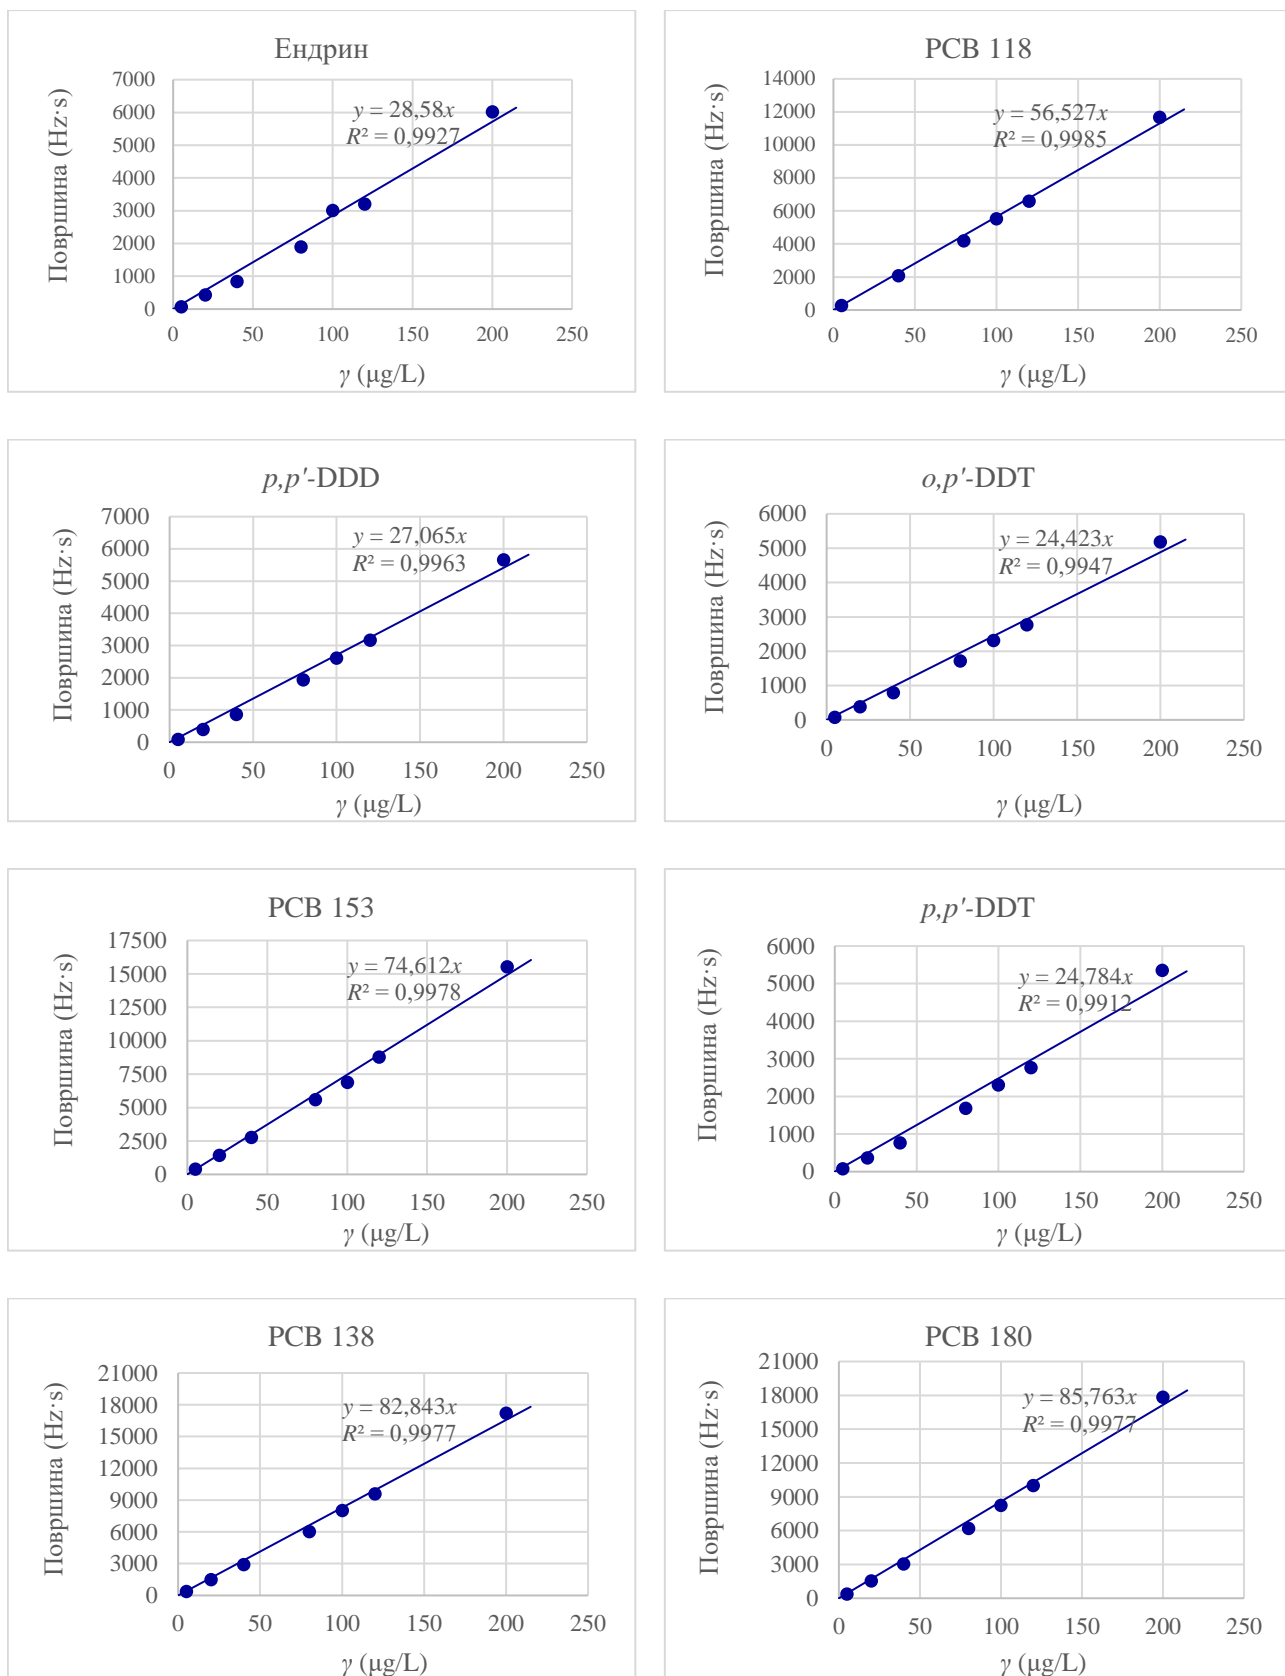 Ендрин
Површина (Hz·s)
7000
6000
5000
4000
3000
2000
1000
0
y = 28,58x
R² = 0,9927
0 50 100 150 200 250
γ (µg/L)
PCB 118
Површина (Hz·s)
14000
12000
10000
8000
6000
4000
2000
0
y = 56,527x
R² = 0,9985
0 50 100 150 200 250
γ (µg/L)
p,p'-DDD
Површина (Hz·s)
7000
6000
5000
4000
3000
2000
1000
0
y = 27,065x
R² = 0,9963
0 50 100 150 200 250
γ (µg/L)
o,p'-DDT
Површина (Hz·s)
6000
5000
4000
3000
2000
1000
0
y = 24,423x
R² = 0,9947
0 50 100 150 200 250
γ (µg/L)
PCB 153
Површина (Hz·s)
17500
15000
12500
10000
7500
5000
2500
0
y = 74,612x
R² = 0,9978
0 50 100 150 200 250
γ (µg/L)
p,p'-DDT
Површина (Hz·s)
6000
5000
4000
3000
2000
1000
0
y = 24,784x
R² = 0,9912
0 50 100 150 200 250
γ (µg/L)
PCB 138
Површина (Hz·s)
21000
18000
15000
12000
9000
6000
3000
0
y = 82,843x
R² = 0,9977
0 50 100 150 200 250
γ (µg/L)
PCB 180
Површина (Hz·s)
21000
18000
15000
12000
9000
6000
3000
0
y = 85,763x
R² = 0,9977
0 50 100 150 200 250
γ (µg/L)